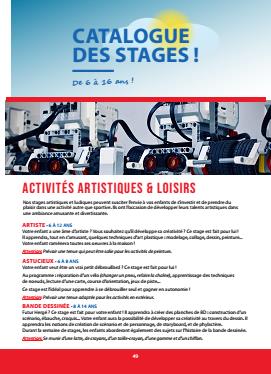 CATALOGUE
DES STAGES !
De 6 à 16 ans !
ACTIVITÉS ARTISTIQUES & LOISIRS
Nos stages artistiques et ludiques peuvent susciter l'envie à vos enfants de s'investir et de prendre du
plaisir dans une activité autre que sportive. Ils ont l'occasion de développer leurs talents artistiques dans
une ambiance amusante et divertissante.
ARTISTE - 6 À 12 ANS
Votre enfant a une âme d'artiste ? Vous souhaitez qu'il développe sa créativité ? Ce stage est fait pour lui !
Il apprendra, tout en s'amusant, quelques techniques d'art plastique : modelage, collage, dessin, peinture...
Votre enfant ramènera toutes ses oeuvres à la maison !
Attention: Prévoir une tenue qui peut être salie pour les activités de peinture.
ASTUCIEUX - 6 À 8 ANS
Votre enfant veut être un vrai petit débrouillard ? Ce stage est fait pour lui !
Au programme : réparation d'un vélo (changer un pneu, refaire la chaîne), apprentissage des techniques
de nœuds, lecture d'une carte, course d'orientation, jeux de piste...
Ce stage est l'idéal pour apprendre à se débrouiller seul et gagner en autonomie !
Attention: Prévoir une tenue adaptée pour les activités en extérieur.
BANDE DESSINÉE - 8 À 14 ANS
Futur Hergé ? Ce stage est fait pour votre enfant ! Il apprendra à créer des planches de BD : construction d'un
scénario, ébauche, croquis... Votre enfant aura la possibilité de développer sa créativité au travers du dessin. Il
apprendra les notions de création de scénario et de personnage, de storyboard, et de phylactère.
Durant la semaine de stages, les enfants aborderont également des sujets sur l'histoire de la bande dessinée.
Attention: Se munir d'une latte, de crayons, d'un taille-crayon, d'une gomme et d'un chiffon.
49